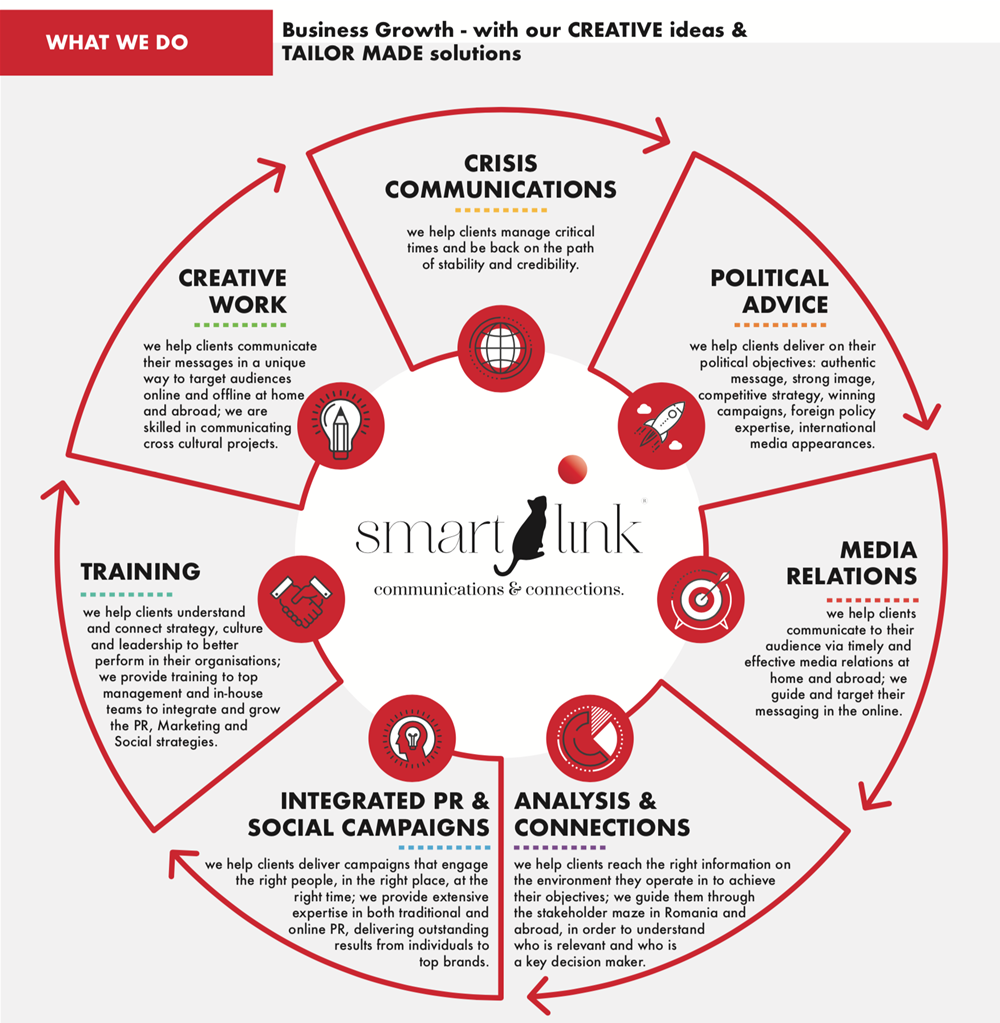 WHAT WE DO
Business Growth - with our CREATIVE ideas &
TAILOR MADE solutions
CRISIS
COMMUNICATIONS
we help clients manage critical
times and be back on the path
of stability and credibility.
POLITICAL
ADVICE
we help clients deliver on their
political objectives: authentic
message, strong image,
competitive strategy, winning
campaigns, foreign policy
expertise, international
media appearances.
MEDIA
RELATIONS
we help clients
communicate to their
audience via timely and
effective media relations at
home and abroad; we
guide and target their
messaging in the online.
ANALYSIS &
CONNECTIONS
we help clients reach the right information on
the environment they operate in to achieve
their objectives; we guide them through
the stakeholder maze in Romania and
abroad, in order to understand
who is relevant and who is
a key decision maker.
INTEGRATED PR &
SOCIAL CAMPAIGNS
we help clients deliver campaigns that engage
the right people, in the right place, at the
right time; we provide extensive
expertise in both traditional and
online PR, delivering outstanding
results from individuals to
top brands.
TRAINING
we help clients understand
and connect strategy, culture
and leadership to better
perform in their organisations;
we provide training to top
management and in-house
teams to integrate and grow
the PR, Marketing and
Social strategies.
CREATIVE
WORK
we help clients communicate
their messages in a unique
way to target audiences
online and offline at home
and abroad; we are
skilled in communicating
cross cultural projects.
smart link ®
communications & connections.